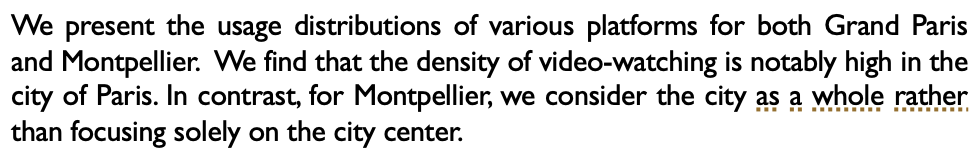 We present the usage distributions of various platforms for both Grand Paris
and Montpellier.  We find that the density of video-watching is notably high in the
city of Paris. In contrast, for Montpellier, we consider the city as a whole rather
than focusing solely on the city center.